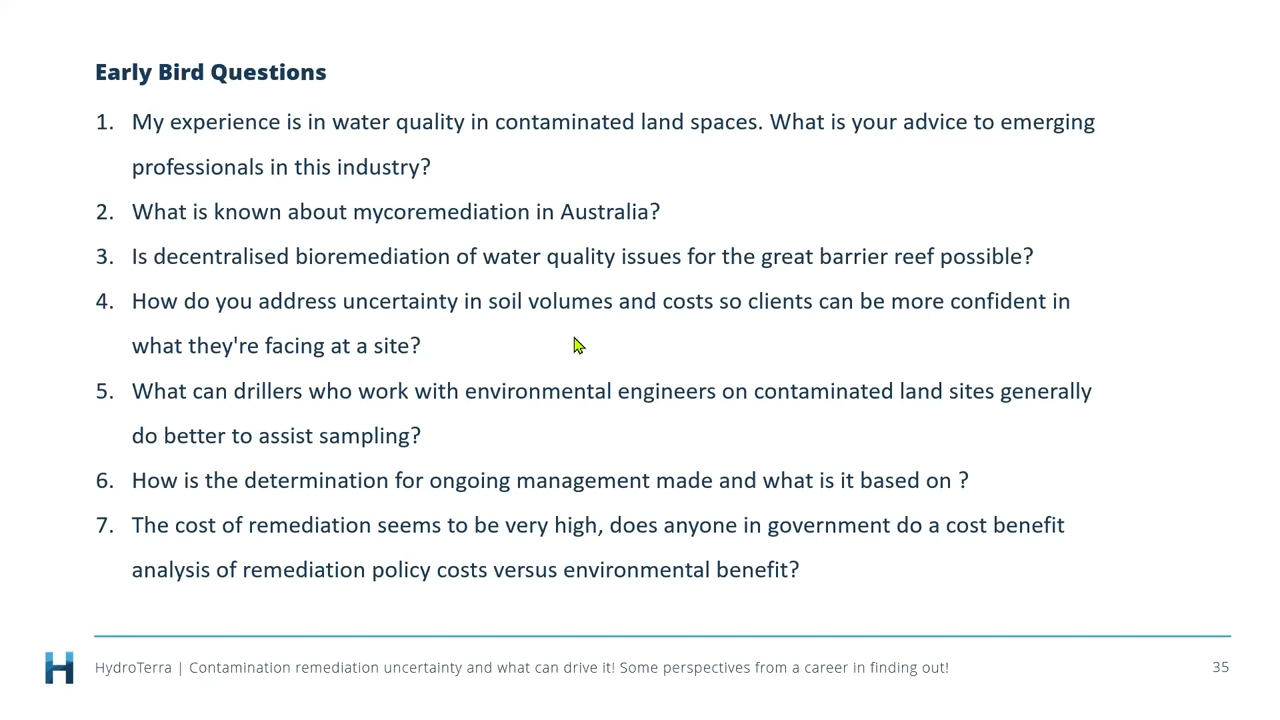 Early Bird Questions
1. My experience is in water quality in contaminated land spaces. What is your advice to emerging
professionals in this industry?
2. What is known about mycoremediation in Australia?
3. Is decentralised bioremediation of water quality issues for the great barrier reef possible?
4. How do you address uncertainty in soil volumes and costs so clients can be more confident in
what they're facing at a site?
5. What can drillers who work with environmental engineers on contaminated land sites generally
do better to assist sampling?
6. How is the determination for ongoing management made and what is it based on ?
7. The cost of remediation seems to be very high, does anyone in government do a cost benefit
analysis of remediation policy costs versus environmental benefit?
HydroTerra | Contamination remediation uncertainty and what can drive it! Some perspectives from a career in finding out! 35